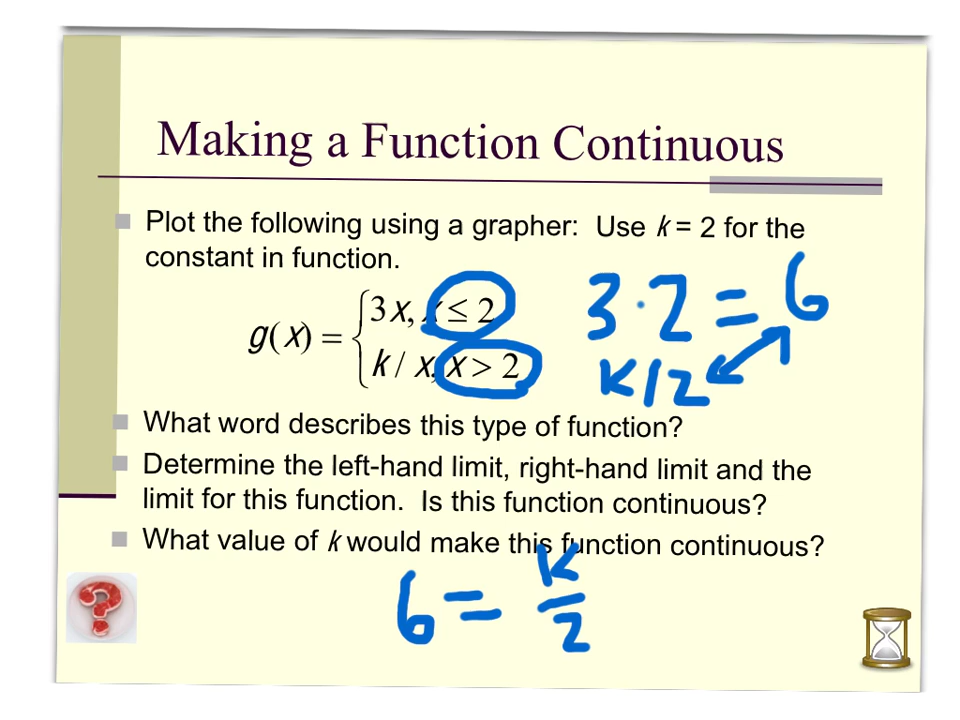 Making a Function Continuous
Plot the following using a grapher: Use k = 2 for the
constant in function.
g(x) = { 3x, x ≤ 2
k / x, x > 2
3·2 = 6
k/2
What word describes this type of function?
Determine the left-hand limit, right-hand limit and the
limit for this function. Is this function continuous?
What value of k would make this function continuous?
6 = k/2